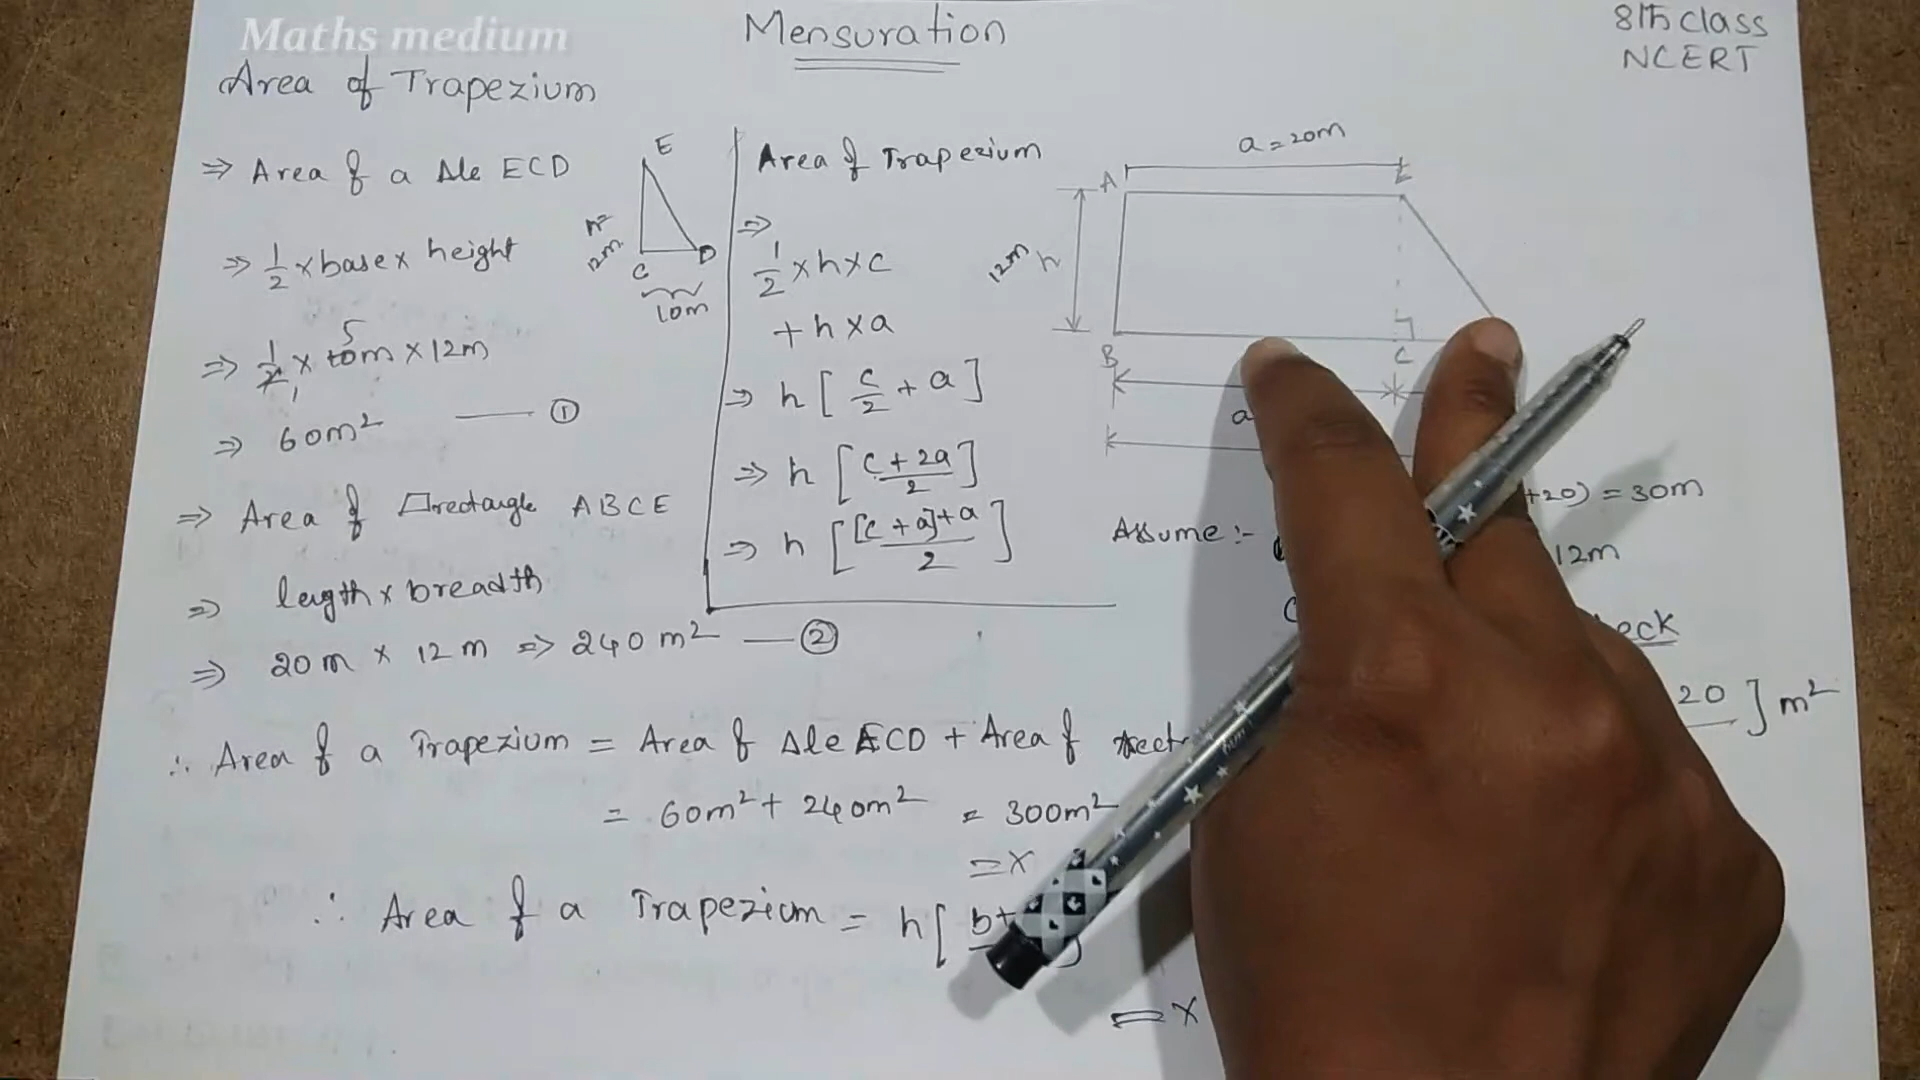 Maths medium
Mensuration
8th class
NCERT
Area of Trapezium
⇒ Area of a Δle ECD
⇒ 1/2 × base × height
⇒ 1/2 × 10m × 12m
5
1
⇒ 60m² —— ①
E
h=
12m
C D
10m
⇒ Area of ▭rectangle ABCE
⇒ length × breadth
⇒ 20m × 12m ⇒ 240m² —— ②
Area of Trapezium
⇒
1/2 × h × c
+ h × a
⇒ h [c/2 + a]
⇒ h [(c + 2a)/2]
⇒ h [([c + a] + a)/2]
a = 20m
A E
12m h
B C
a
Assume :-
+20) = 30m
12m
20 ] m²
∴ Area of a Trapezium = Area of Δle ECD + Area of
= 60m² + 240m² = 300m²
= x
∴ Area of a Trapezium = h [ b+
= x